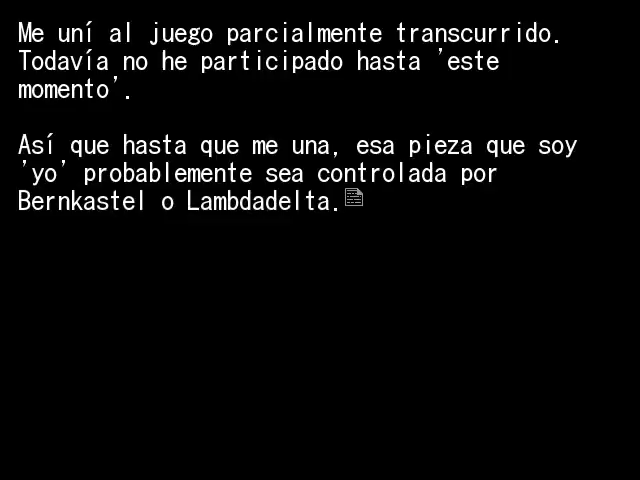 Me uní al juego parcialmente transcurrido.
Todavía no he participado hasta 'este
momento'.
Así que hasta que me una, esa pieza que soy
'yo' probablemente sea controlada por
Bernkastel o Lambdadelta.